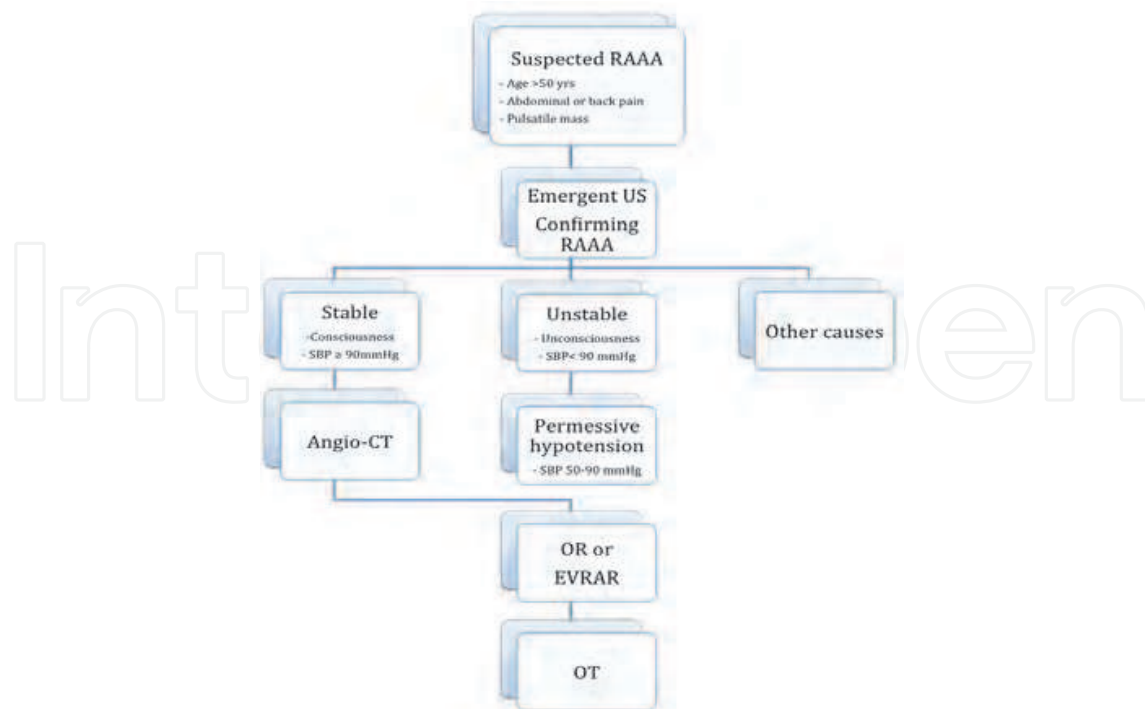 Suspected RAAA
- Age >50 yrs
- Abdominal or back pain
- Pulsatile mass
Emergent US
Confirming
RAAA
Stable
-Consciousness
- SBP ≥ 90mmHg
Unstable
- Unconsciousness
- SBP< 90 mmHg
Other causes
Angio-CT
Permessive
hypotension
- SBP 50-90 mmHg
OR or
EVRAR
OT